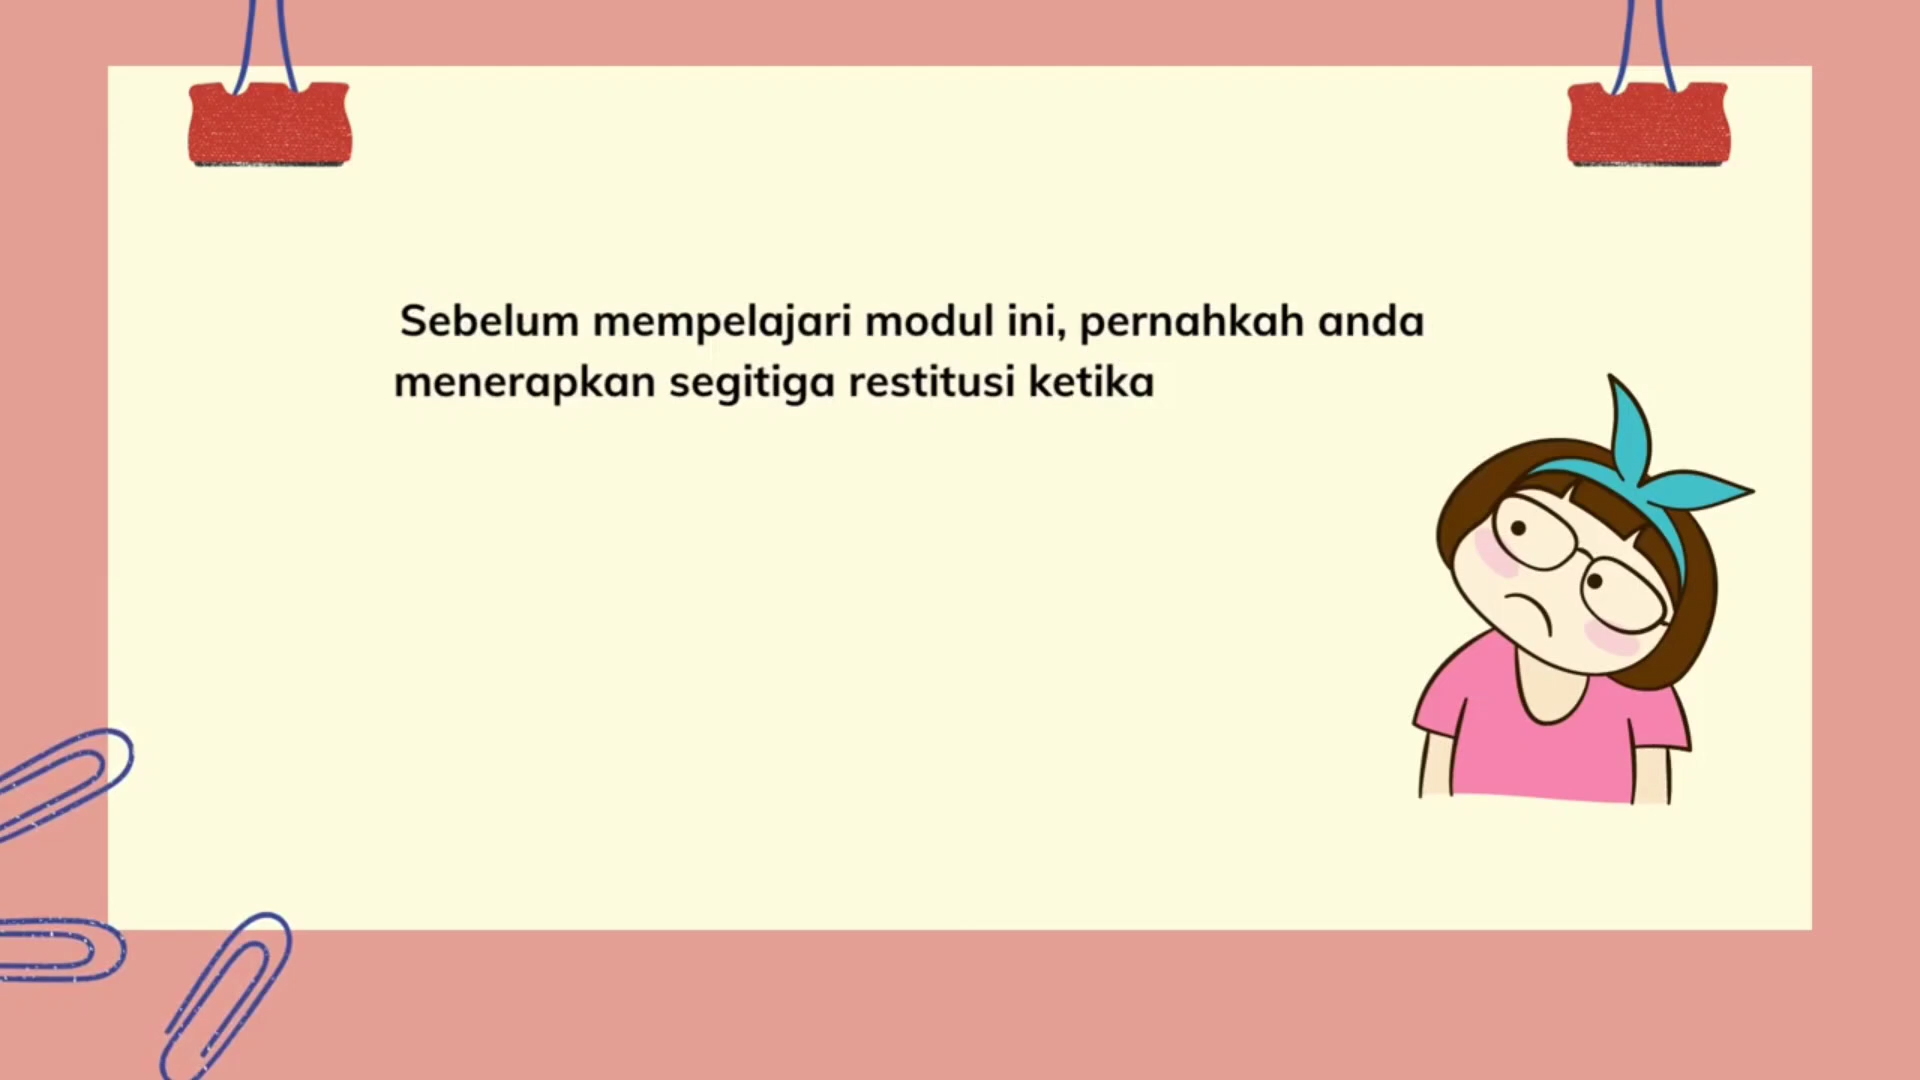 Sebelum mempelajari modul ini, pernahkah anda
menerapkan segitiga restitusi ketika